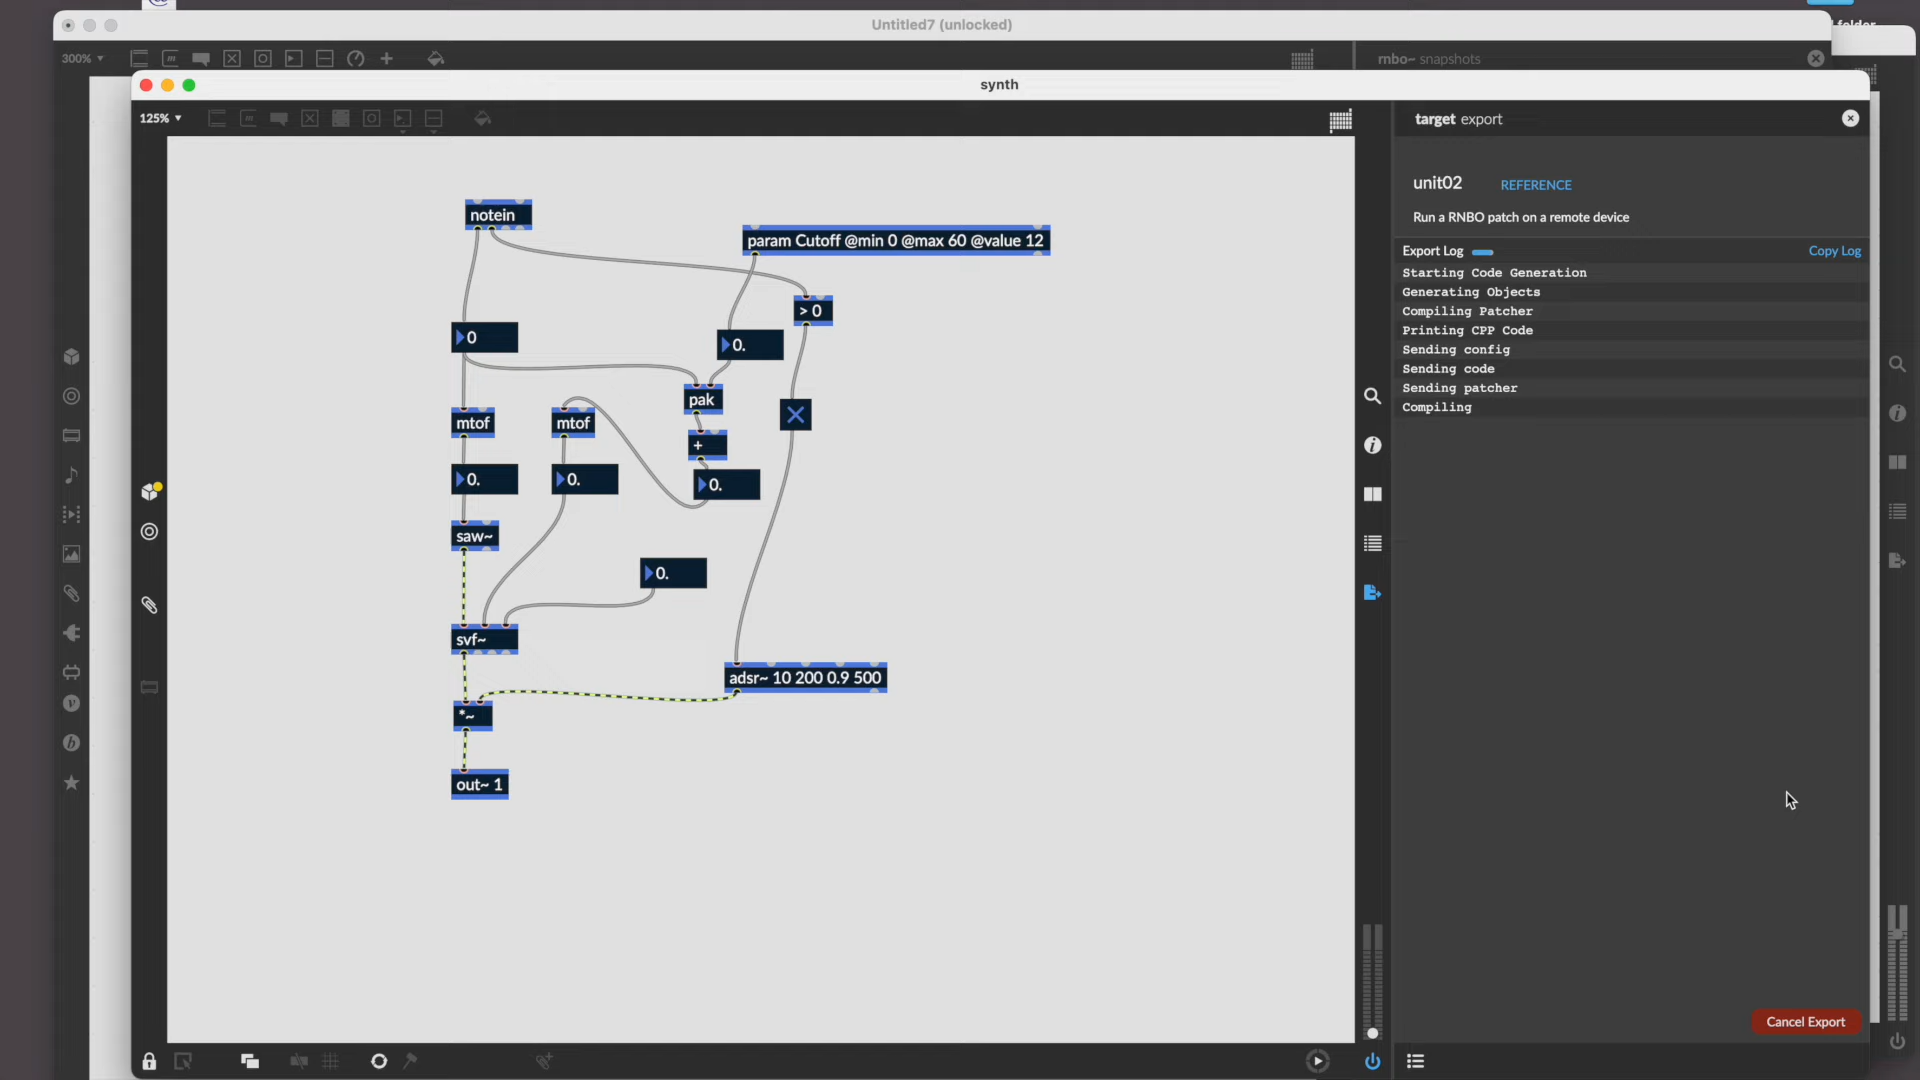 folder
Untitled7 (unlocked)
300%
rnbo~ snapshots
synth
125%
target export
notein
param Cutoff @min 0 @max 60 @value 12
> 0
0
0.
pak
mtof
mtof
+
0.
0.
0.
saw~
0.
svf~
adsr~ 10 200 0.9 500
*~
out~ 1
unit02
REFERENCE
Run a RNBO patch on a remote device
Export Log
Copy Log
Starting Code Generation
Generating Objects
Compiling Patcher
Printing CPP Code
Sending config
Sending code
Sending patcher
Compiling
Cancel Export